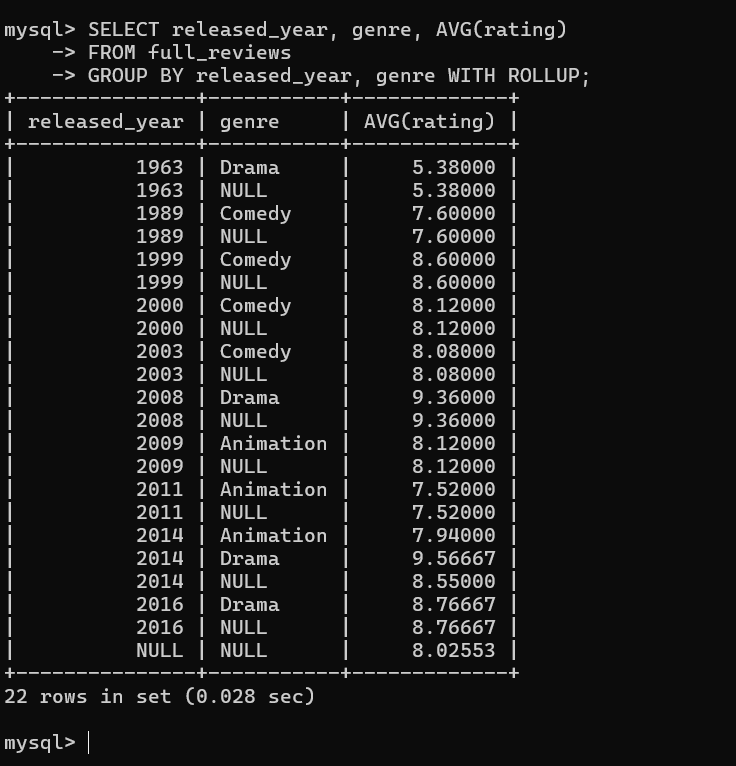 mysql> SELECT released_year, genre, AVG(rating)
    -> FROM full_reviews
    -> GROUP BY released_year, genre WITH ROLLUP;
+---------------+-----------+-------------+
| released_year | genre     | AVG(rating) |
+---------------+-----------+-------------+
|          1963 | Drama     |     5.38000 |
|          1963 | NULL      |     5.38000 |
|          1989 | Comedy    |     7.60000 |
|          1989 | NULL      |     7.60000 |
|          1999 | Comedy    |     8.60000 |
|          1999 | NULL      |     8.60000 |
|          2000 | Comedy    |     8.12000 |
|          2000 | NULL      |     8.12000 |
|          2003 | Comedy    |     8.08000 |
|          2003 | NULL      |     8.08000 |
|          2008 | Drama     |     9.36000 |
|          2008 | NULL      |     9.36000 |
|          2009 | Animation |     8.12000 |
|          2009 | NULL      |     8.12000 |
|          2011 | Animation |     7.52000 |
|          2011 | NULL      |     7.52000 |
|          2014 | Animation |     7.94000 |
|          2014 | Drama     |     9.56667 |
|          2014 | NULL      |     8.55000 |
|          2016 | Drama     |     8.76667 |
|          2016 | NULL      |     8.76667 |
|          NULL | NULL      |     8.02553 |
+---------------+-----------+-------------+
22 rows in set (0.028 sec)
mysql>